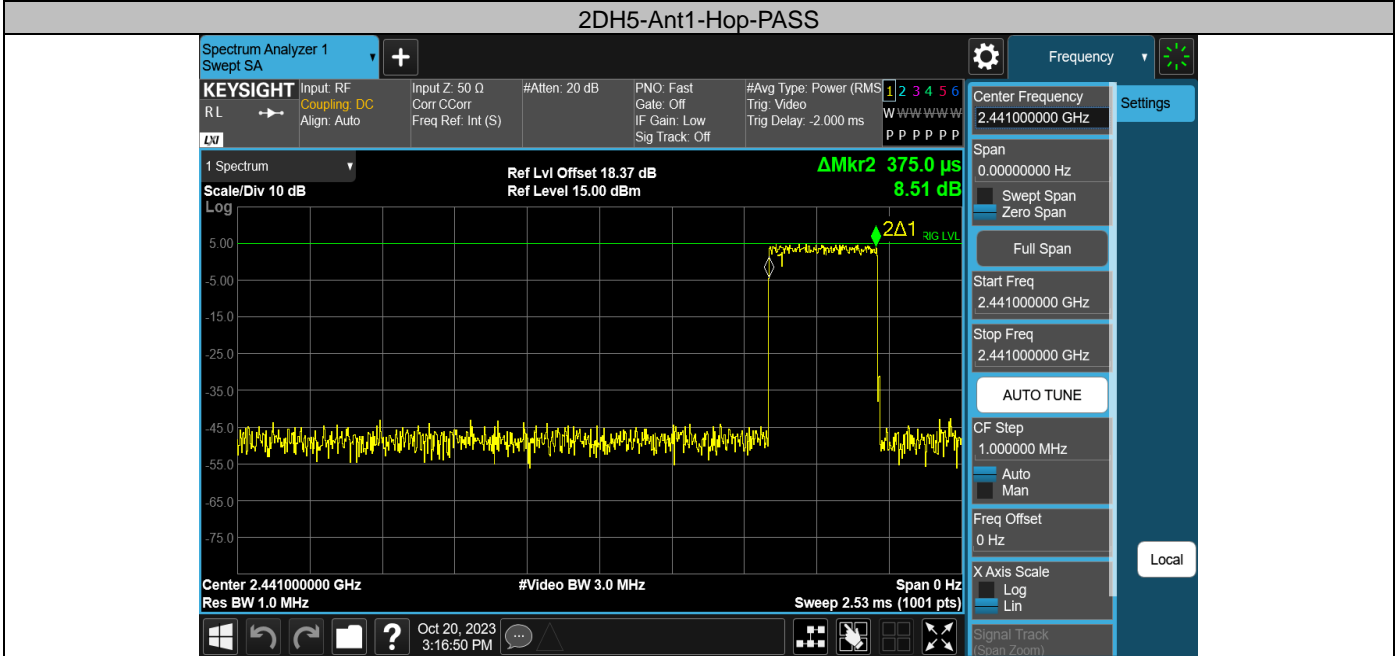 2DH5-Ant1-Hop-PASS
Spectrum Analyzer 1
Swept SA
Frequency
KEYSIGHT
RL
LXI
Input: RF
Coupling: DC
Align: Auto
Input Z: 50 Ω
Corr CCorr
Freq Ref: Int (S)
#Atten: 20 dB
PNO: Fast
Gate: Off
IF Gain: Low
Sig Track: Off
#Avg Type: Power (RMS
Trig: Video
Trig Delay: -2.000 ms
1 2 3 4 5 6
W W W W W W
P P P P P P
Center Frequency
2.441000000 GHz
Settings
1 Spectrum
Ref Lvl Offset 18.37 dB
ΔMkr2 375.0 µs
Scale/Div 10 dB
Ref Level 15.00 dBm
8.51 dB
Span
0.00000000 Hz
Swept Span
Zero Span
Log
2Δ1
RIG LVL
1
5.00
-5.00
-15.0
-25.0
-35.0
-45.0
-55.0
-65.0
-75.0
Full Span
Start Freq
2.441000000 GHz
Stop Freq
2.441000000 GHz
AUTO TUNE
CF Step
1.000000 MHz
Auto
Man
Freq Offset
0 Hz
Local
X Axis Scale
Log
Lin
Signal Track
(Span Zoom)
Center 2.441000000 GHz
#Video BW 3.0 MHz
Span 0 Hz
Res BW 1.0 MHz
Sweep 2.53 ms (1001 pts)
?
Oct 20, 2023
3:16:50 PM